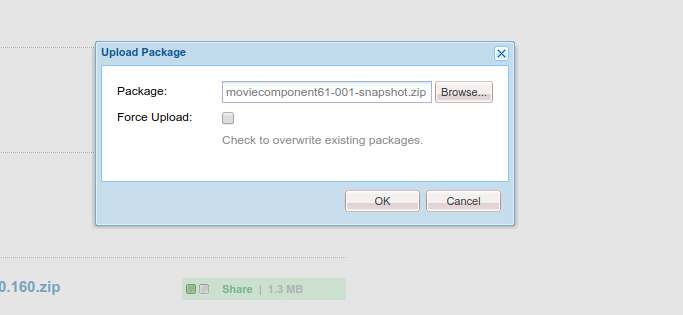 Upload Package
Package:
moviecomponent61-001-snapshot.zip
Browse...
Force Upload:
Check to overwrite existing packages.
OK
Cancel
0.160.zip
Share | 1.3 MB